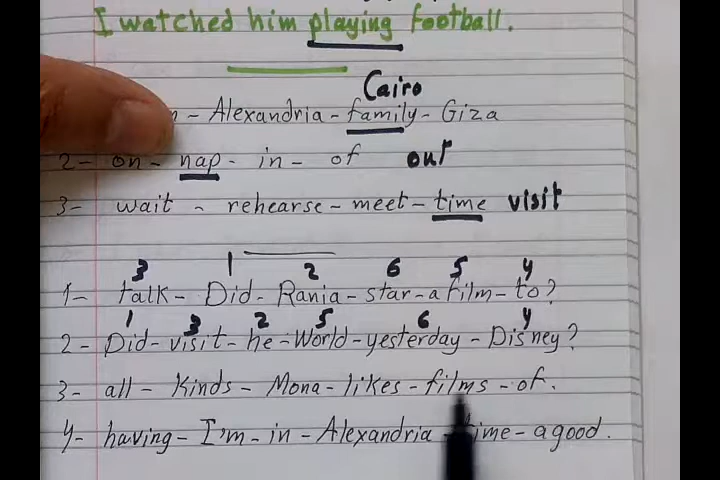 I watched him playing football.
Cairo
- Alexandria - family - Giza
2- on - nap - in - of out
3- wait - rehearse - meet - time visit
3 1 2 6 5 4
1- talk - Did - Rania - star - a film - to?
1 3 2 5 6 4
2- Did - visit - he - World - yesterday - Disney?
3- all - Kinds - Mona - likes - films - of.
4- having - I'm - in - Alexandria - time - a good.